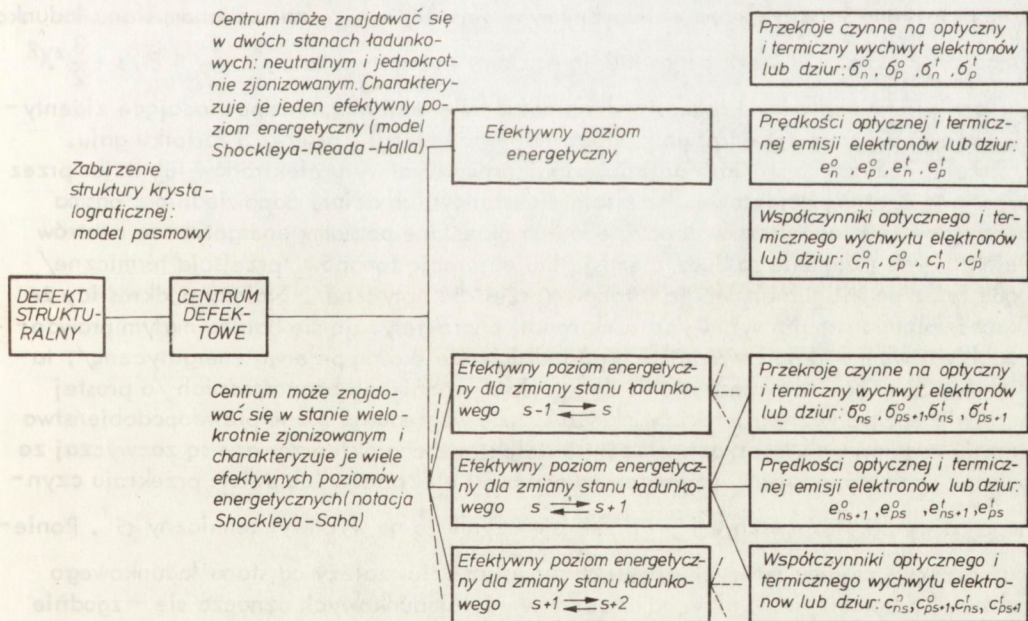 Centrum może znajdować się
w dwóch stanach ładunko-
wych: neutralnym i jednokrot-
nie zjonizowanym. Charaktery-
zuje je jeden efektywny po-
ziom energetyczny (model
Shockleya-Reada-Halla)
Zaburzenie
struktury krysta-
lograficznej:
model pasmowy
DEFEKT
STRUKTU-
RALNY
CENTRUM
DEFEK-
TOWE
Centrum może znajdo-
wać się w stanie wielo-
krotnie zjonizowanym i
charakteryzuje je wiele
efektywnych poziomów
energetycznych (notacja
Shockleya-Saha)
Efektywny poziom
energetyczny
Efektywny poziom energetycz-
ny dla zmiany stanu ładunko-
wego s-1 ⇄ s
Efektywny poziom energetycz-
ny dla zmiany stanu ładunko-
wego s ⇄ s+1
Efektywny poziom energetycz-
ny dla zmiany stanu ładunko-
wego s+1 ⇄ s+2
Przekroje czynne na optyczny
i termiczny wychwyt elektronów
lub dziur: б°ₙ, б°ₚ, бᵗₙ, бᵗₚ
Prędkości optycznej i termicz-
nej emisji elektronów lub dziur:
e°ₙ, e°ₚ, eᵗₙ, eᵗₚ
Współczynniki optycznego i ter-
micznego wychwytu elektronów
lub dziur: c°ₙ, c°ₚ, cᵗₙ, cᵗₚ
Przekroje czynne na optyczny
i termiczny wychwyt elektronów
lub dziur: б°ₙₛ, б°ₚₛ₊₁, бᵗₙₛ, бᵗₚₛ₊₁
Prędkości optycznej i termicz-
nej emisji elektronów lub dziur:
e°ₙₛ₊₁, e°ₚₛ, eᵗₙₛ₊₁, eᵗₚₛ
Współczynniki optycznego i
termicznego wychwytu elektro-
now lub dziur: c°ₙₛ, c°ₚₛ₊₁, cᵗₙₛ, cᵗₚₛ₊₁